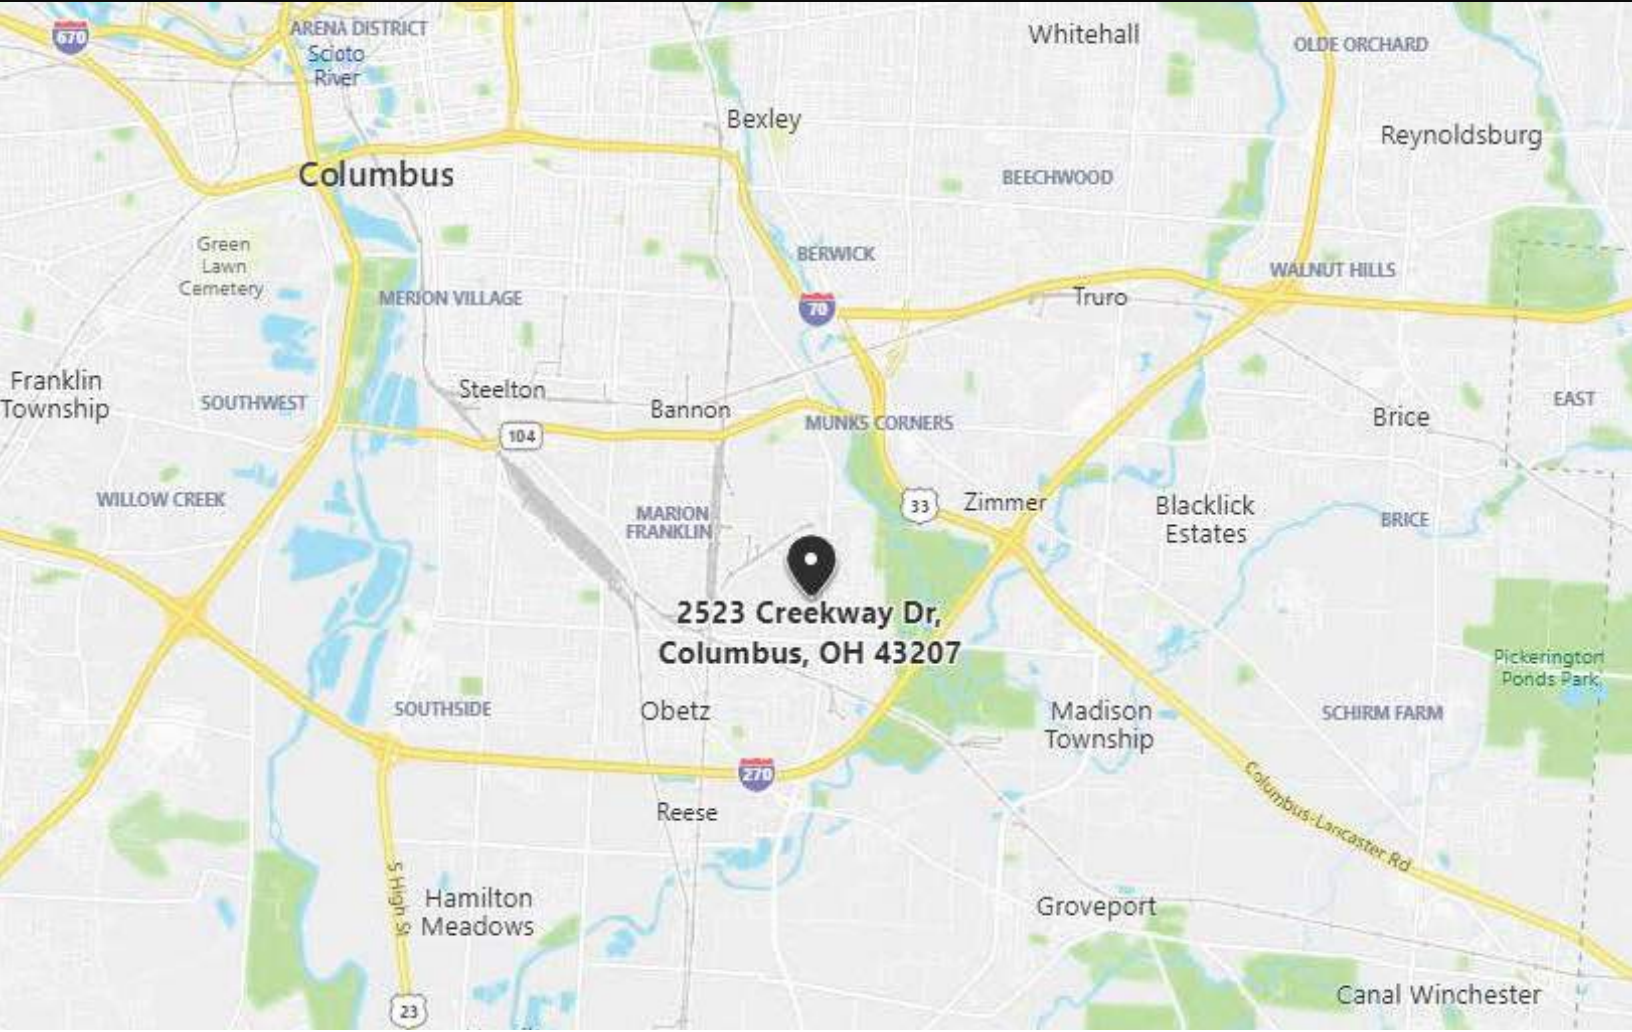 670
ARENA DISTRICT
Scioto
River
Whitehall
OLDE ORCHARD
Bexley
Reynoldsburg
Columbus
BEECHWOOD
Green
Lawn
Cemetery
BERWICK
WALNUT HILLS
MERION VILLAGE
70
Truro
Franklin
Township
SOUTHWEST
Steelton
Bannon
104
MUNKS CORNERS
Brice
EAST
WILLOW CREEK
MARION
FRANKLIN
33
Zimmer
Blacklick
Estates
BRICE
2523 Creekway Dr,
Columbus, OH 43207
Pickerington
Ponds Park
SOUTHSIDE
Obetz
Madison
Township
SCHIRM FARM
270
Reese
Columbus-Lancaster Rd
S High St
Hamilton
Meadows
Groveport
23
Canal Winchester